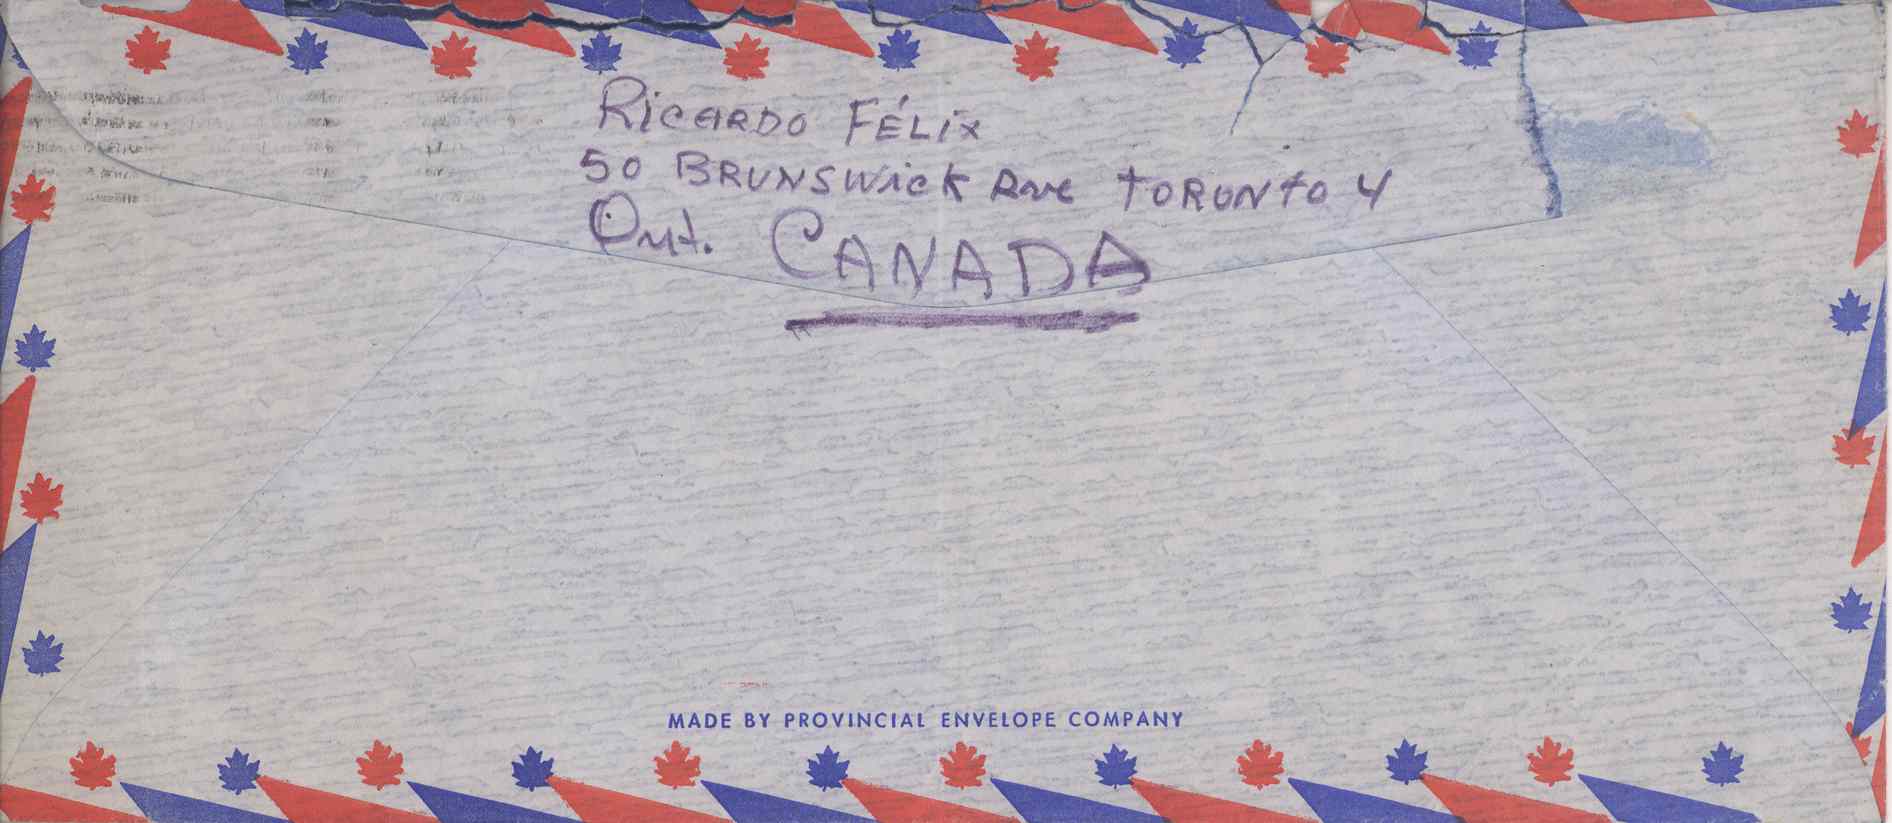 Ricardo Félix
50 Brunswick Ave Toronto 4
Ont. CANADA
MADE BY PROVINCIAL ENVELOPE COMPANY